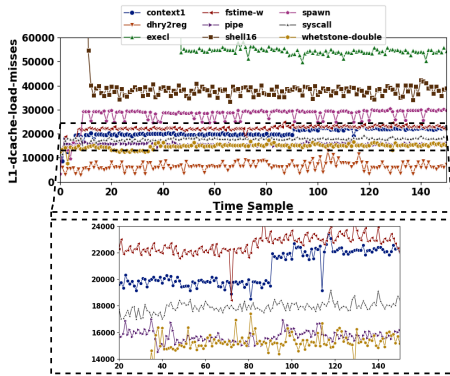 context1 fstime-w spawn
dhry2reg pipe syscall
execl shell16 whetstone-double
L1-dcache-load-misses
60000
50000
40000
30000
20000
10000
0
0 20 40 60 80 100 120 140
Time Sample
24000
22000
20000
18000
16000
14000
20 40 60 80 100 120 140